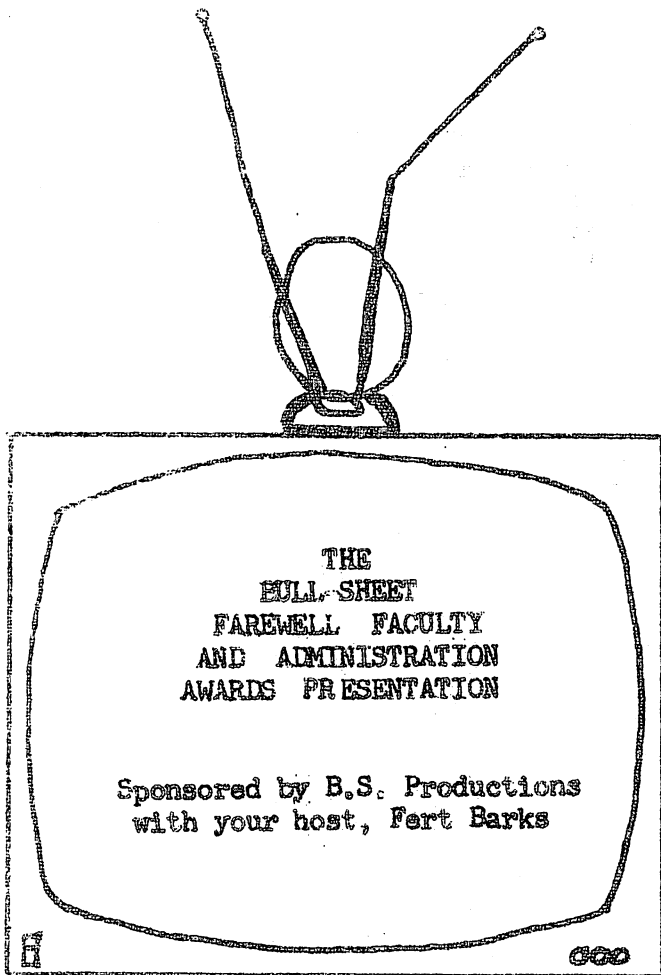 THE
BULL SHEET
FAREWELL FACULTY
AND ADMINISTRATION
AWARDS PRESENTATION
Sponsored by B.S. Productions
with your host, Fert Barks